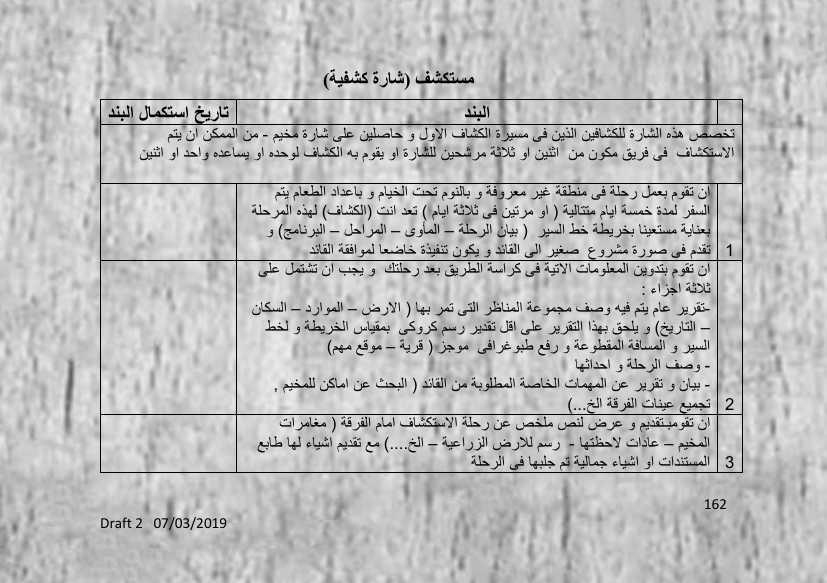 مستكشف (شارة كشفية)
البند	تاريخ استكمال البند
تخصص هذه الشارة للكشافين الذين فى مسيرة الكشاف الاول و حاصلين على شارة مخيم - من الممكن ان يتم
الاستكشاف فى فريق مكون من اثنين او ثلاثة مرشحين للشارة او يقوم به الكشاف لوحده او يساعده واحد او اثنين
ان تقوم بعمل رحلة فى منطقة غير معروفة و بالنوم تحت الخيام و باعداد الطعام يتم
السفر لمدة خمسة ايام متتالية ( او مرتين فى ثلاثة ايام ) تعد انت (الكشاف) لهذه المرحلة
بعناية مستعينا بخريطة خط السير ( بيان الرحلة – المأوى – المراحل – البرنامج) و
1 تقدم فى صورة مشروع صغير الى القائد و يكون تنفيذة خاضعا لموافقة القائد
ان تقوم بتدوين المعلومات الاتية فى كراسة الطريق بعد رحلتك و يجب ان تشتمل على
ثلاثة اجزاء :
-تقرير عام يتم فيه وصف مجموعة المناظر التى تمر بها ( الارض – الموارد – السكان
– التاريخ) و يلحق بهذا التقرير على اقل تقدير رسم كروكى بمقياس الخريطة و لخط
السير و المسافة المقطوعة و رفع طبوغرافى موجز ( قرية – موقع مهم)
- وصف الرحلة و احداثها
- بيان و تقرير عن المهمات الخاصة المطلوبة من القائد ( البحث عن اماكن للمخيم ,
2 تجميع عينات الفرقة الخ...)
ان تقومبتقديم و عرض لنص ملخص عن رحلة الاستكشاف امام الفرقة ( مغامرات
المخيم – عادات لاحظتها - رسم للارض الزراعية – الخ....) مع تقديم اشياء لها طابع
3 المستندات او اشياء جمالية تم جلبها فى الرحلة
162
Draft 2 07/03/2019